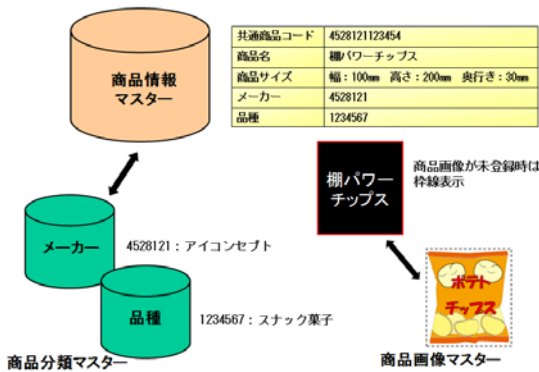 商品情報
マスター
共通商品コード 4528121123454
商品名 棚パワーチップス
商品サイズ 幅：100mm 高さ：200mm 奥行き：30mm
メーカー 4528121
品種 1234567
棚パワー
チップス
商品画像が未登録時は
枠線表示
メーカー
4528121：アイコンセプト
品種
1234567：スナック菓子
商品分類マスター
ポテト
チップス
商品画像マスター